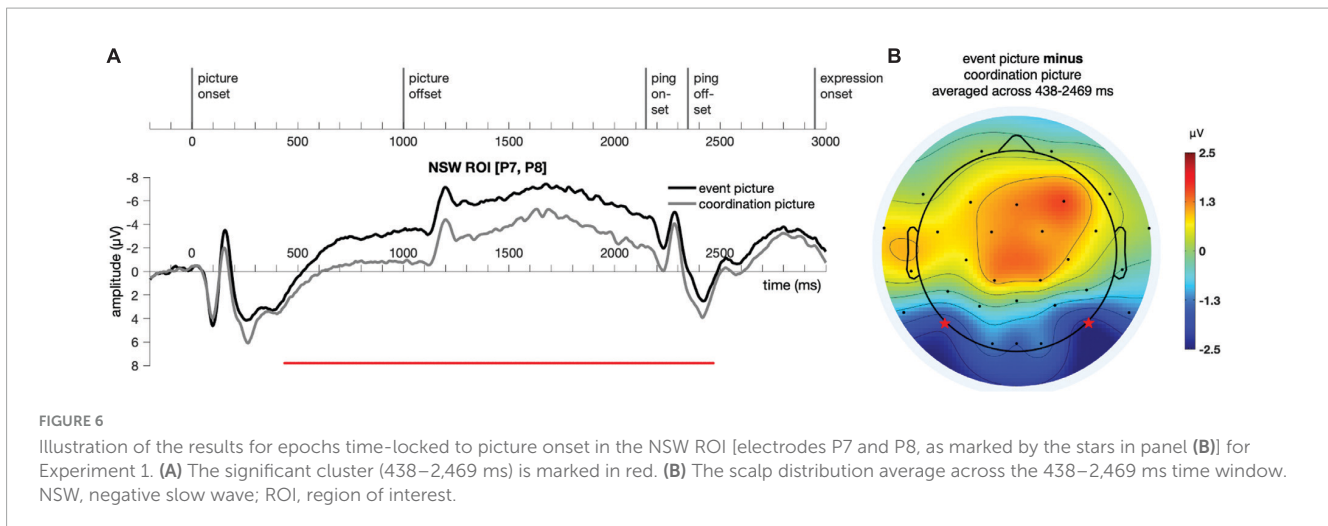 A
picture
onset
picture
offset
ping
on-
set
ping
off-
set
expression
onset
0
500
1000
1500
2000
2500
3000
NSW ROI [P7, P8]
event picture
coordination picture
amplitude (µV)
-8
-6
-4
-2
0
2
4
6
8
0
500
1000
1500
2000
2500
time (ms)
B
event picture minus
coordination picture
averaged across 438-2469 ms
µV
2.5
1.3
0
-1.3
-2.5
FIGURE 6
Illustration of the results for epochs time-locked to picture onset in the NSW ROI [electrodes P7 and P8, as marked by the stars in panel (B)] for
Experiment 1. (A) The significant cluster (438–2,469 ms) is marked in red. (B) The scalp distribution average across the 438–2,469 ms time window.
NSW, negative slow wave; ROI, region of interest.